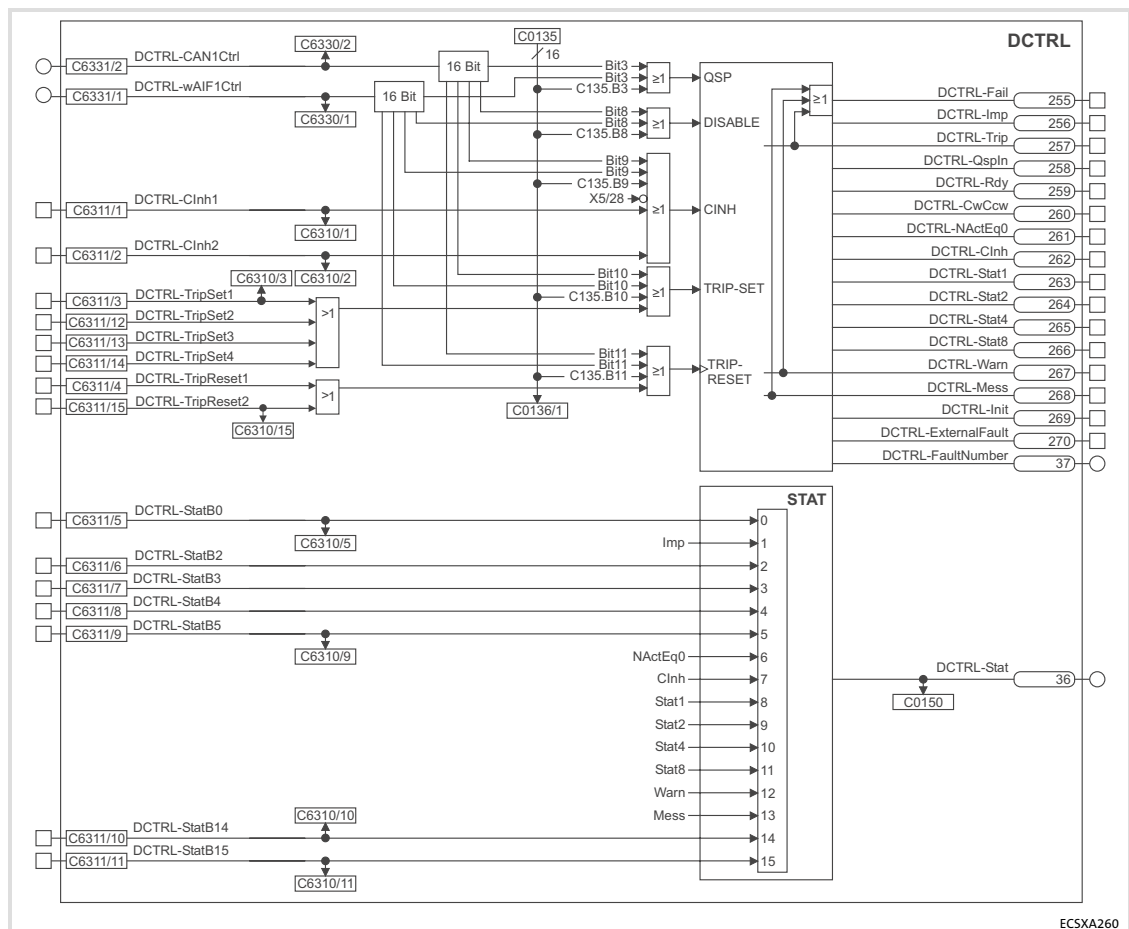 C0135
DCTRL
C6330/2
16
DCTRL-CAN1Ctrl
C6331/2
16 Bit
Bit3
Bit3
C135.B3
≥1
QSP
DCTRL-wAIF1Ctrl
C6331/1
16 Bit
C6330/1
Bit8
Bit8
C135.B8
≥1
DISABLE
Bit9
Bit9
C135.B9
X5/28
≥1
CINH
DCTRL-CInh1
C6311/1
C6310/1
DCTRL-CInh2
C6311/2
C6310/3
C6310/2
Bit10
Bit10
C135.B10
≥1
TRIP-SET
DCTRL-TripSet1
C6311/3
DCTRL-TripSet2
C6311/12
>1
DCTRL-TripSet3
C6311/13
DCTRL-TripSet4
C6311/14
Bit11
Bit11
C135.B11
≥1
TRIP-
RESET
DCTRL-TripReset1
C6311/4
>1
DCTRL-TripReset2
C6311/15
C6310/15
C0136/1
≥1
DCTRL-Fail
255
DCTRL-Imp
256
DCTRL-Trip
257
DCTRL-QspIn
258
DCTRL-Rdy
259
DCTRL-CwCcw
260
DCTRL-NActEq0
261
DCTRL-CInh
262
DCTRL-Stat1
263
DCTRL-Stat2
264
DCTRL-Stat4
265
DCTRL-Stat8
266
DCTRL-Warn
267
DCTRL-Mess
268
DCTRL-Init
269
DCTRL-ExternalFault
270
DCTRL-FaultNumber
37
STAT
DCTRL-StatB0
C6311/5
0
C6310/5
Imp
1
DCTRL-StatB2
C6311/6
2
DCTRL-StatB3
C6311/7
3
DCTRL-StatB4
C6311/8
4
DCTRL-StatB5
C6311/9
5
C6310/9
NActEq0
6
CInh
7
Stat1
8
Stat2
9
Stat4
10
Stat8
11
Warn
12
Mess
13
DCTRL-Stat
36
C0150
C6310/10
DCTRL-StatB14
C6311/10
14
DCTRL-StatB15
C6311/11
15
C6310/11
ECSXA260